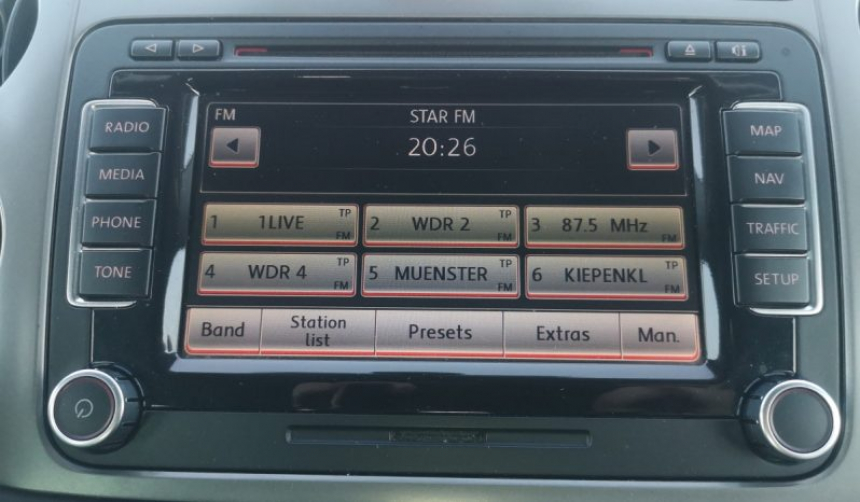 RADIO
MEDIA
PHONE
TONE
FM
STAR FM
20:26
1 1LIVE TP FM
2 WDR 2 TP FM
3 87.5 MHz FM
4 WDR 4 TP FM
5 MUENSTER TP FM
6 KIEPENKL TP FM
Band
Station
list
Presets
Extras
Man.
MAP
NAV
TRAFFIC
SETUP